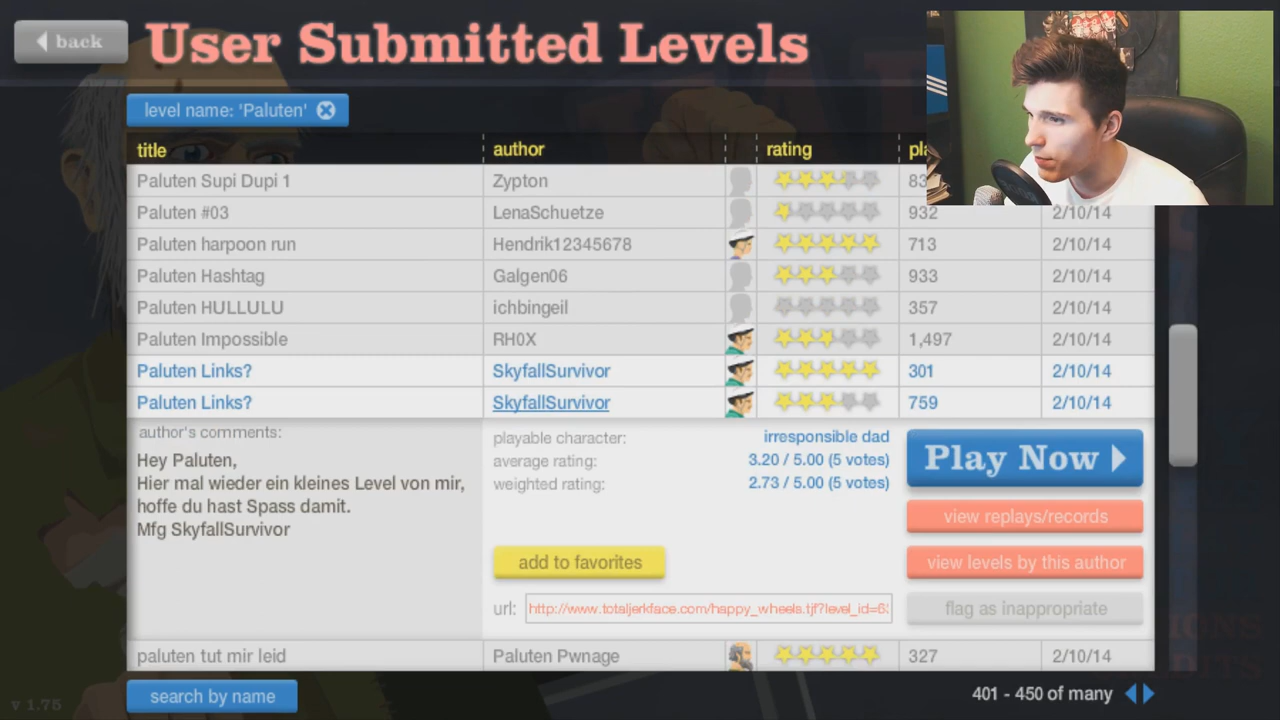 back
User Submitted Levels
level name: 'Paluten'
title author rating
Paluten Supi Dupi 1 Zypton
Paluten #03 LenaSchuetze 932 2/10/14
Paluten harpoon run Hendrik12345678 713 2/10/14
Paluten Hashtag Galgen06 933 2/10/14
Paluten HULLULU ichbingeil 357 2/10/14
Paluten Impossible RH0X 1,497 2/10/14
Paluten Links? SkyfallSurvivor 301 2/10/14
Paluten Links? SkyfallSurvivor 759 2/10/14
author's comments:
Hey Paluten,
Hier mal wieder ein kleines Level von mir,
hoffe du hast Spass damit.
Mfg SkyfallSurvivor
playable character: irresponsible dad
average rating: 3.20 / 5.00 (5 votes)
weighted rating: 2.73 / 5.00 (5 votes)
add to favorites
url: http://www.totaljerkface.com/happy_wheels.tjf?level_id=6
Play Now
view replays/records
view levels by this author
flag as inappropriate
paluten tut mir leid Paluten Pwnage 327 2/10/14
search by name
401 - 450 of many
v 1.75